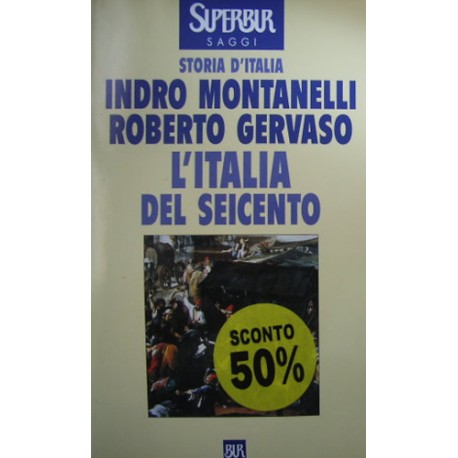 SUPERBUR
SAGGI
STORIA D'ITALIA
INDRO MONTANELLI
ROBERTO GERVASO
L'ITALIA
DEL SEICENTO
SCONTO
50%
BUR